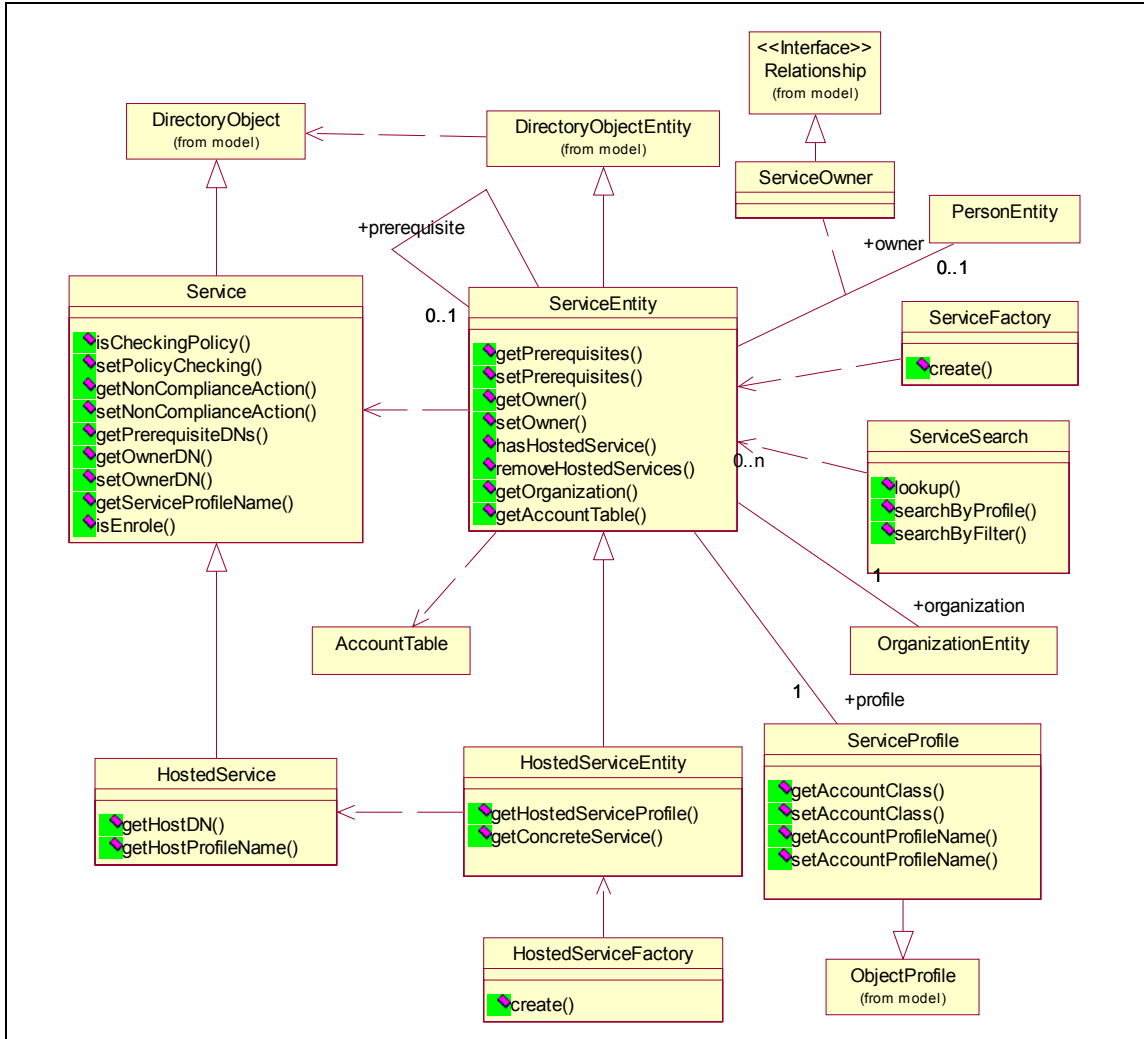 <<Interface>>
Relationship
(from model)
DirectoryObject
(from model)
DirectoryObjectEntity
(from model)
ServiceOwner
PersonEntity
+prerequisite
+owner
0..1
Service
isCheckingPolicy()
setPolicyChecking()
getNonComplianceAction()
setNonComplianceAction()
getPrerequisiteDNs()
getOwnerDN()
setOwnerDN()
getServiceProfileName()
isEnrole()
0..1
ServiceEntity
getPrerequisites()
setPrerequisites()
getOwner()
setOwner()
hasHostedService()
removeHostedServices()
getOrganization()
getAccountTable()
ServiceFactory
create()
0..n
ServiceSearch
lookup()
searchByProfile()
searchByFilter()
1
+organization
AccountTable
OrganizationEntity
1
+profile
HostedService
getHostDN()
getHostProfileName()
HostedServiceEntity
getHostedServiceProfile()
getConcreteService()
ServiceProfile
getAccountClass()
setAccountClass()
getAccountProfileName()
setAccountProfileName()
HostedServiceFactory
create()
ObjectProfile
(from model)